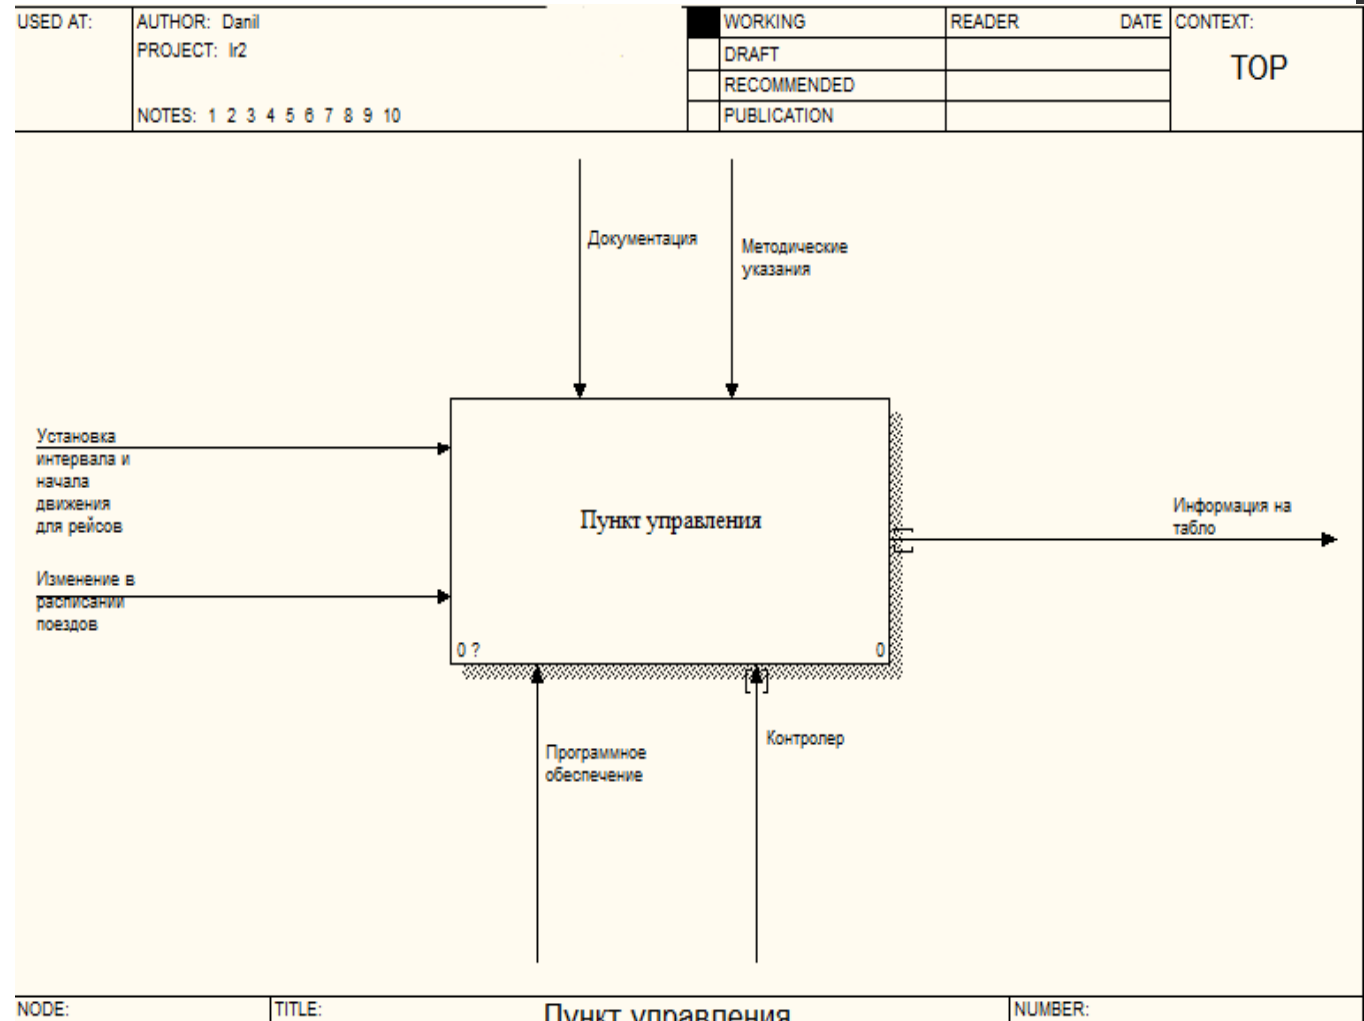 USED AT:
AUTHOR: Danil
PROJECT: lr2
NOTES: 1 2 3 4 5 6 7 8 9 10
WORKING
DRAFT
RECOMMENDED
PUBLICATION
READER DATE
CONTEXT:
TOP
Документация
Методические
указания
Установка
интервала и
начала
движения
для рейсов
Изменение в
расписании
поездов
Пункт управления
0 ?
0
Информация на
табло
Программное
обеспечение
Контролер
NODE:
TITLE:
Пункт управления
NUMBER: